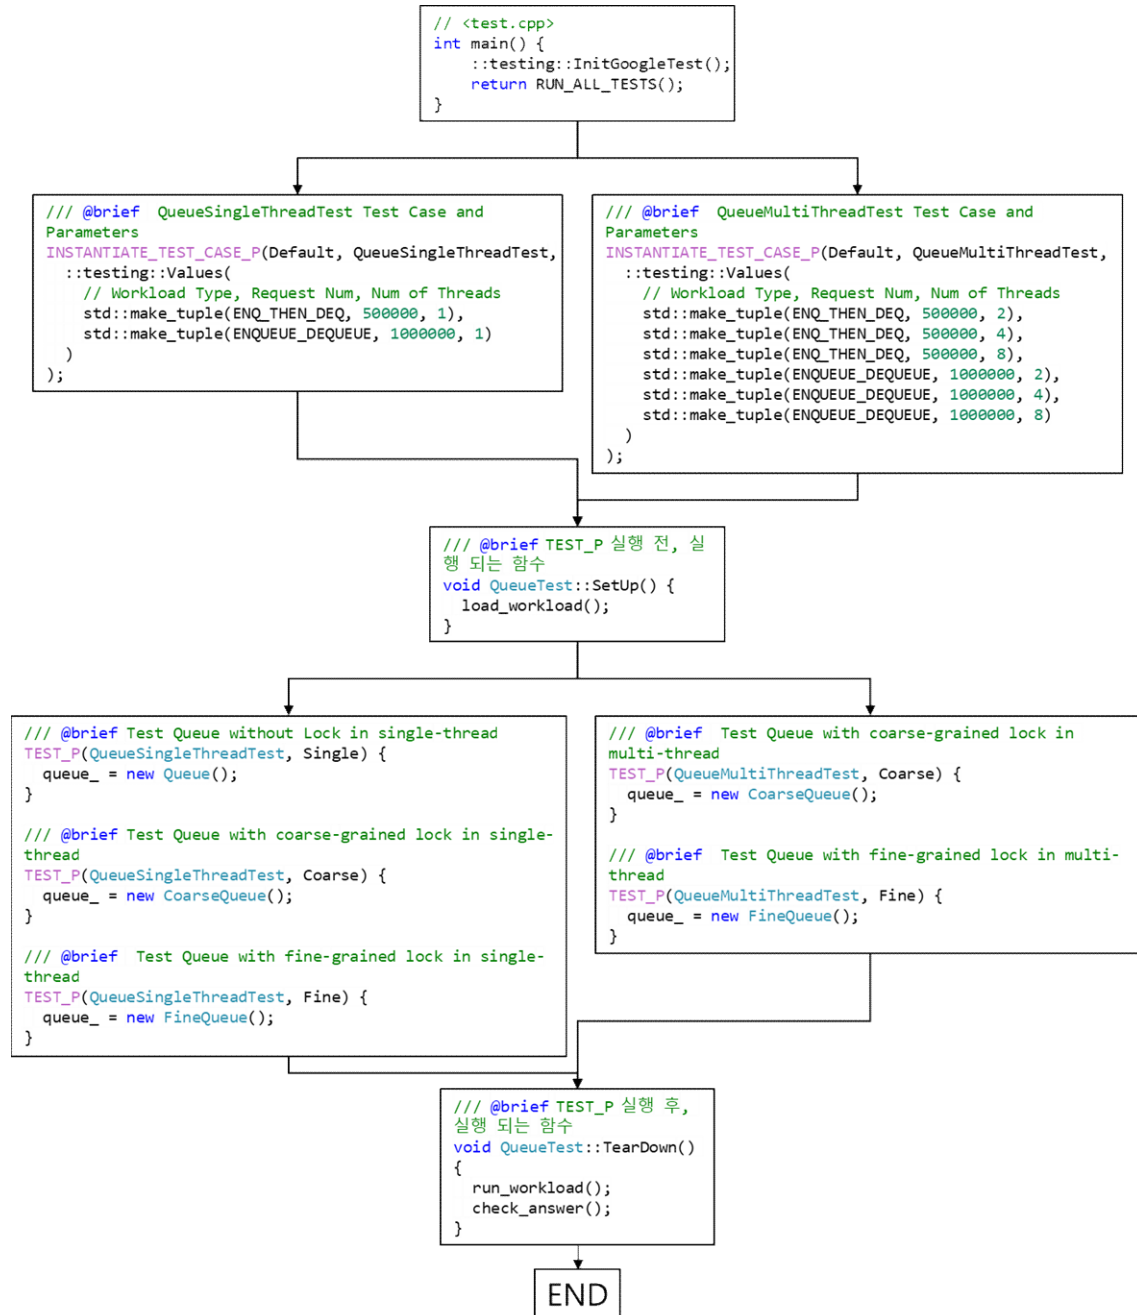 // <test.cpp>
int main() {
    ::testing::InitGoogleTest();
    return RUN_ALL_TESTS();
}
/// @brief  QueueSingleThreadTest Test Case and
Parameters
INSTANTIATE_TEST_CASE_P(Default, QueueSingleThreadTest,
  ::testing::Values(
    // Workload Type, Request Num, Num of Threads
    std::make_tuple(ENQ_THEN_DEQ, 500000, 1),
    std::make_tuple(ENQUEUE_DEQUEUE, 1000000, 1)
  )
);
/// @brief  QueueMultiThreadTest Test Case and
Parameters
INSTANTIATE_TEST_CASE_P(Default, QueueMultiThreadTest,
  ::testing::Values(
    // Workload Type, Request Num, Num of Threads
    std::make_tuple(ENQ_THEN_DEQ, 500000, 2),
    std::make_tuple(ENQ_THEN_DEQ, 500000, 4),
    std::make_tuple(ENQ_THEN_DEQ, 500000, 8),
    std::make_tuple(ENQUEUE_DEQUEUE, 1000000, 2),
    std::make_tuple(ENQUEUE_DEQUEUE, 1000000, 4),
    std::make_tuple(ENQUEUE_DEQUEUE, 1000000, 8)
  )
);
/// @brief TEST_P 실행 전, 실
행 되는 함수
void QueueTest::SetUp() {
  load_workload();
}
/// @brief Test Queue without Lock in single-thread
TEST_P(QueueSingleThreadTest, Single) {
  queue_ = new Queue();
}
/// @brief Test Queue with coarse-grained lock in single-
thread
TEST_P(QueueSingleThreadTest, Coarse) {
  queue_ = new CoarseQueue();
}
/// @brief  Test Queue with fine-grained lock in single-
thread
TEST_P(QueueSingleThreadTest, Fine) {
  queue_ = new FineQueue();
}
/// @brief  Test Queue with coarse-grained lock in
multi-thread
TEST_P(QueueMultiThreadTest, Coarse) {
  queue_ = new CoarseQueue();
}
/// @brief  Test Queue with fine-grained lock in multi-
thread
TEST_P(QueueMultiThreadTest, Fine) {
  queue_ = new FineQueue();
}
/// @brief TEST_P 실행 후,
실행 되는 함수
void QueueTest::TearDown()
{
  run_workload();
  check_answer();
}
END